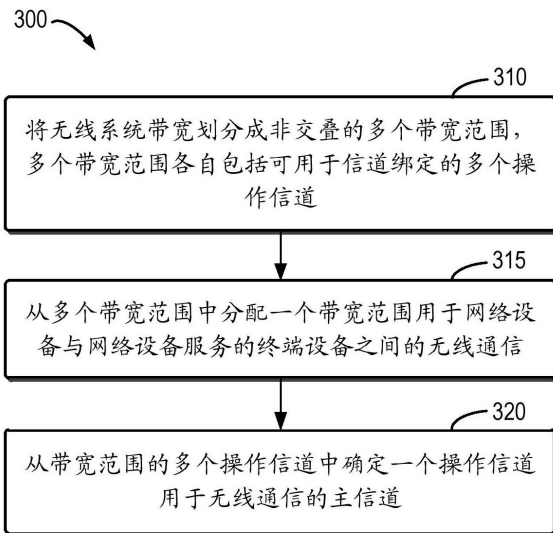 300
310
将无线系统带宽划分成非交叠的多个带宽范围，
多个带宽范围各自包括可用于信道绑定的多个操
作信道
315
从多个带宽范围中分配一个带宽范围用于网络设
备与网络设备服务的终端设备之间的无线通信
320
从带宽范围的多个操作信道中确定一个操作信道
用于无线通信的主信道